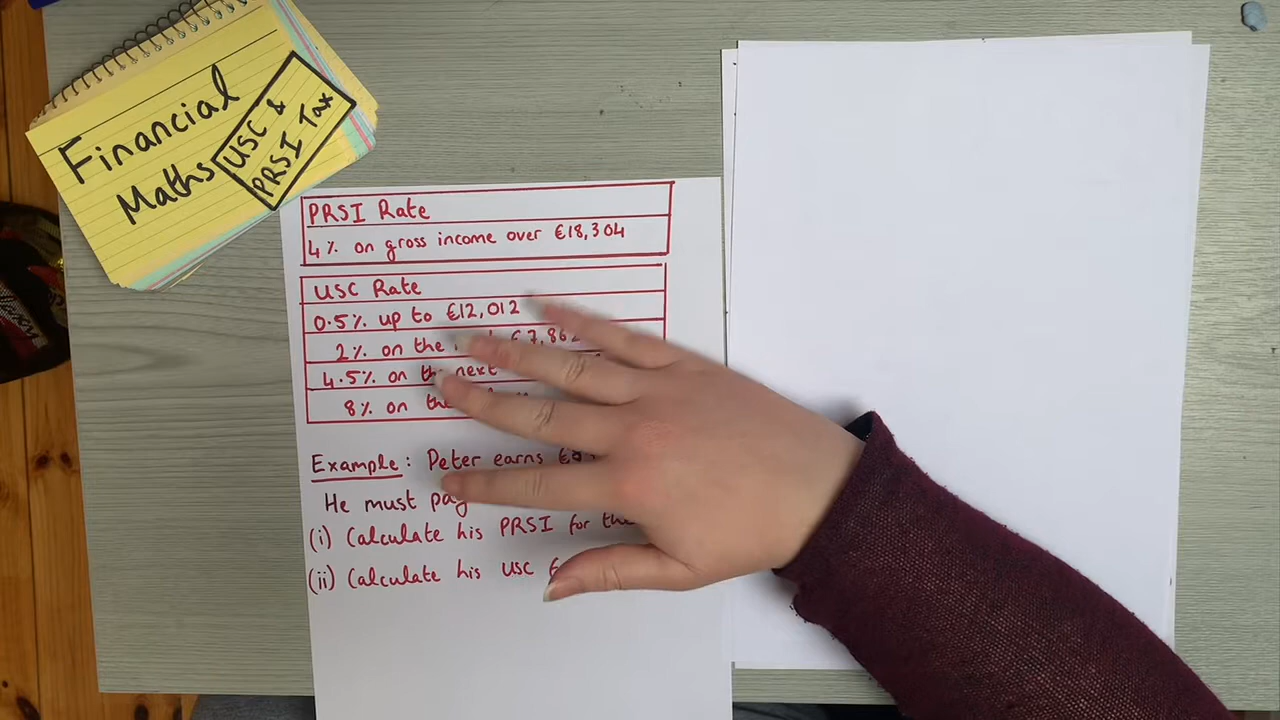 Financial
Maths
USC &
PRSI Tax
PRSI Rate
4% on gross income over €18,304
USC Rate
0.5% up to €12,012
2% on the €7,862
4.5% on the next
8% on the
Example: Peter earns
He must pay
(i) Calculate his PRSI for the
(ii) Calculate his USC